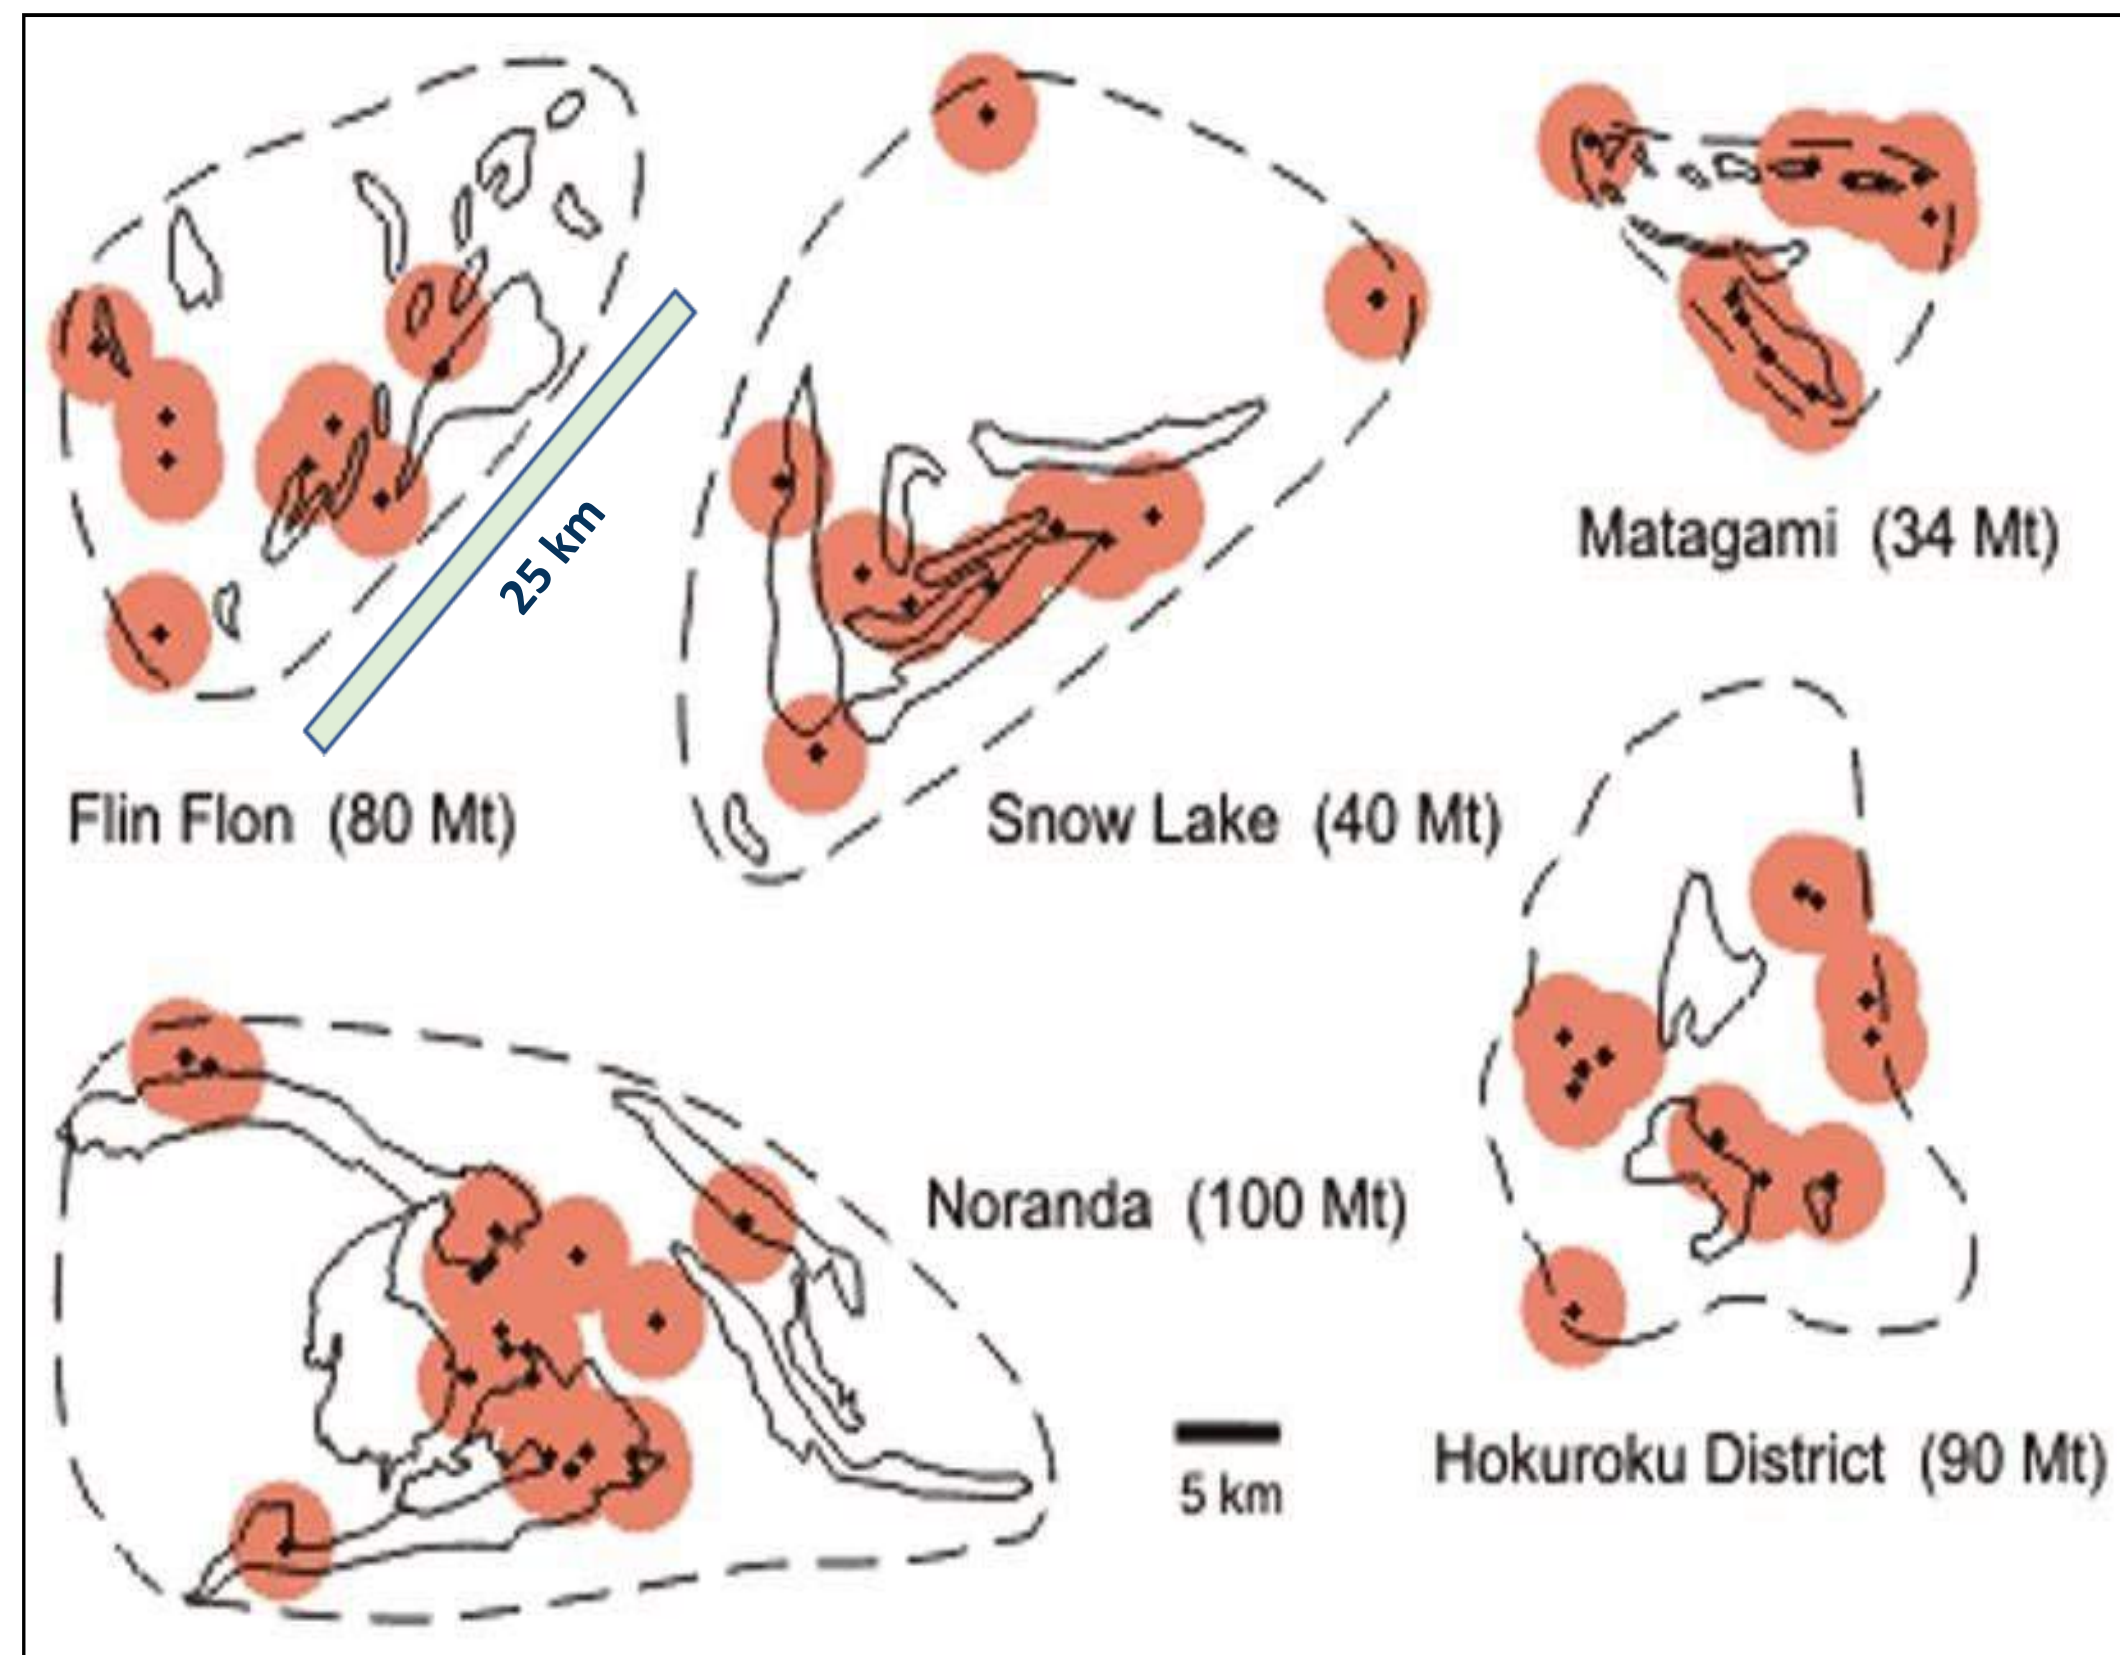 Matagami (34 Mt)
25 km
Flin Flon (80 Mt)
Snow Lake (40 Mt)
Noranda (100 Mt)
5 km
Hokuroku District (90 Mt)